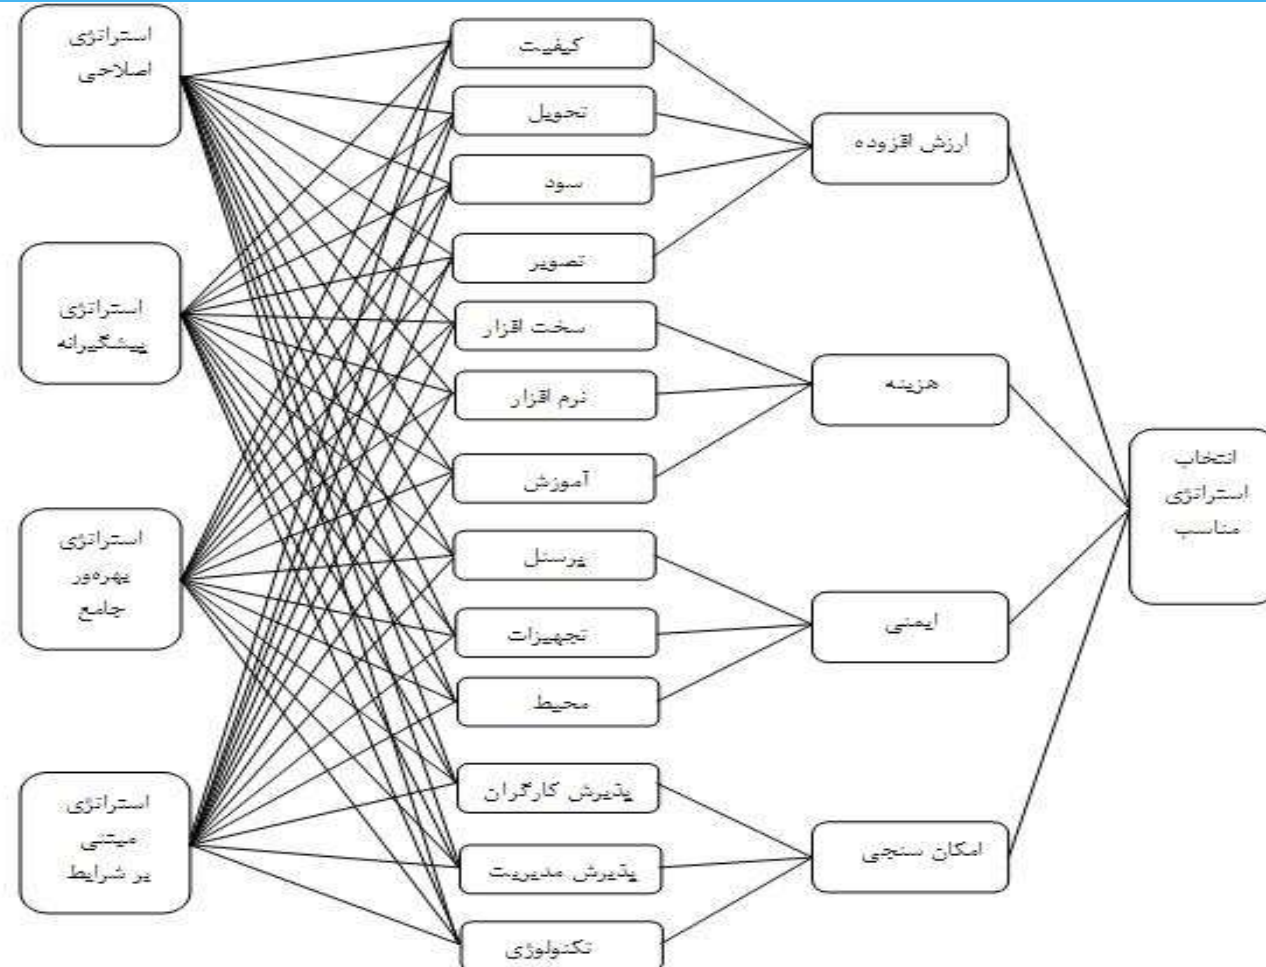 استراتژی
اصلاحی
استراتژی
پیشگیرانه
استراتژی
بهره‌ور
جامع
استراتژی
مبتنی
بر شرایط
کیفیت
تحویل
سود
تصویر
سخت افزار
نرم افزار
آموزش
پرسنل
تجهیزات
محیط
پذیرش کارگران
پذیرش مدیریت
تکنولوژی
ارزش افزوده
هزینه
ایمنی
امکان سنجی
انتخاب
استراتژی
مناسب